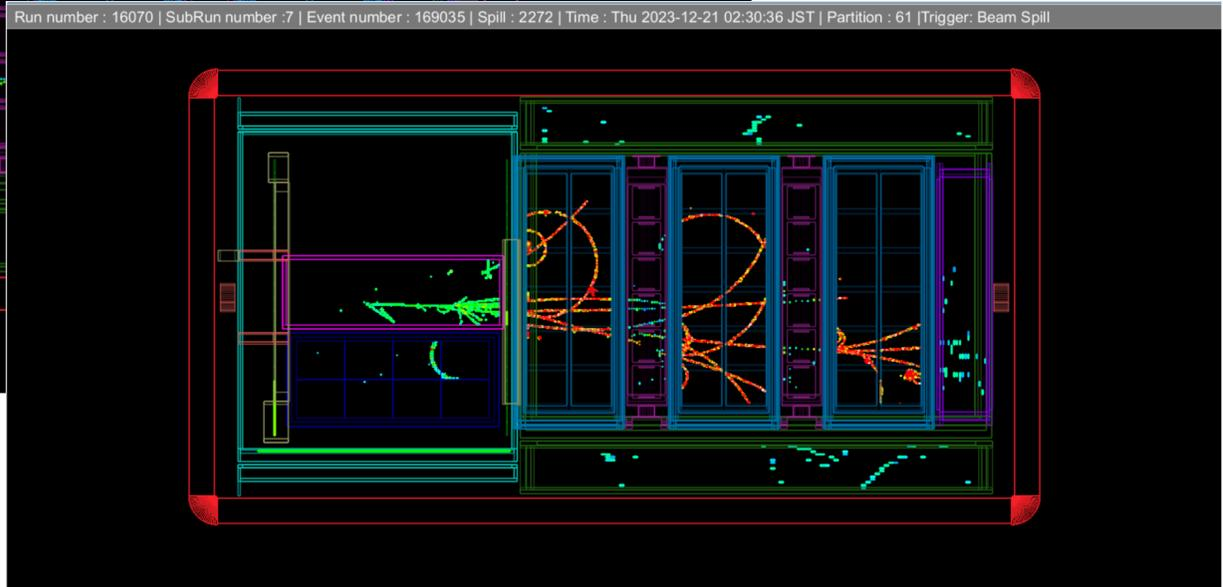 Run number : 16070 | SubRun number :7 | Event number : 169035 | Spill : 2272 | Time : Thu 2023-12-21 02:30:36 JST | Partition : 61 |Trigger: Beam Spill